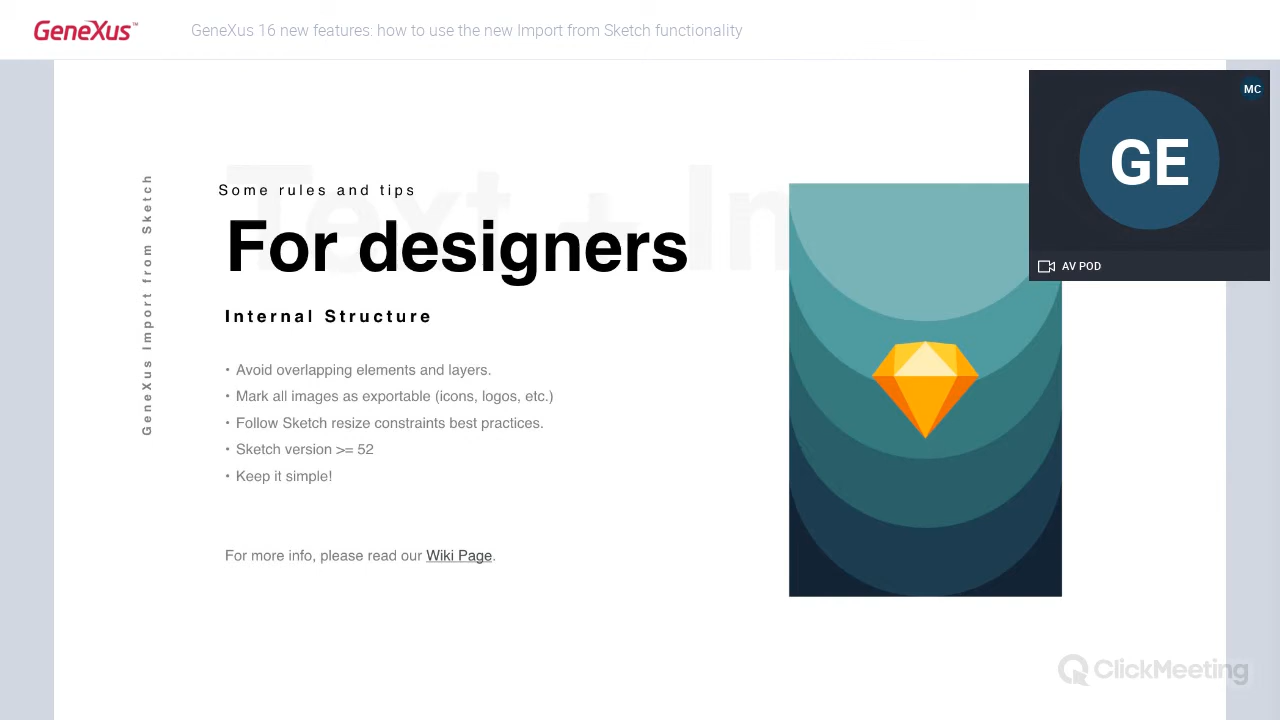 GeneXus™
GeneXus 16 new features: how to use the new Import from Sketch functionality
MC
GE
AV POD
GeneXus Import from Sketch
Text + Im
Some rules and tips
For designers
Internal Structure
• Avoid overlapping elements and layers.
• Mark all images as exportable (icons, logos, etc.)
• Follow Sketch resize constraints best practices.
• Sketch version >= 52
• Keep it simple!
For more info, please read our Wiki Page.
ClickMeeting